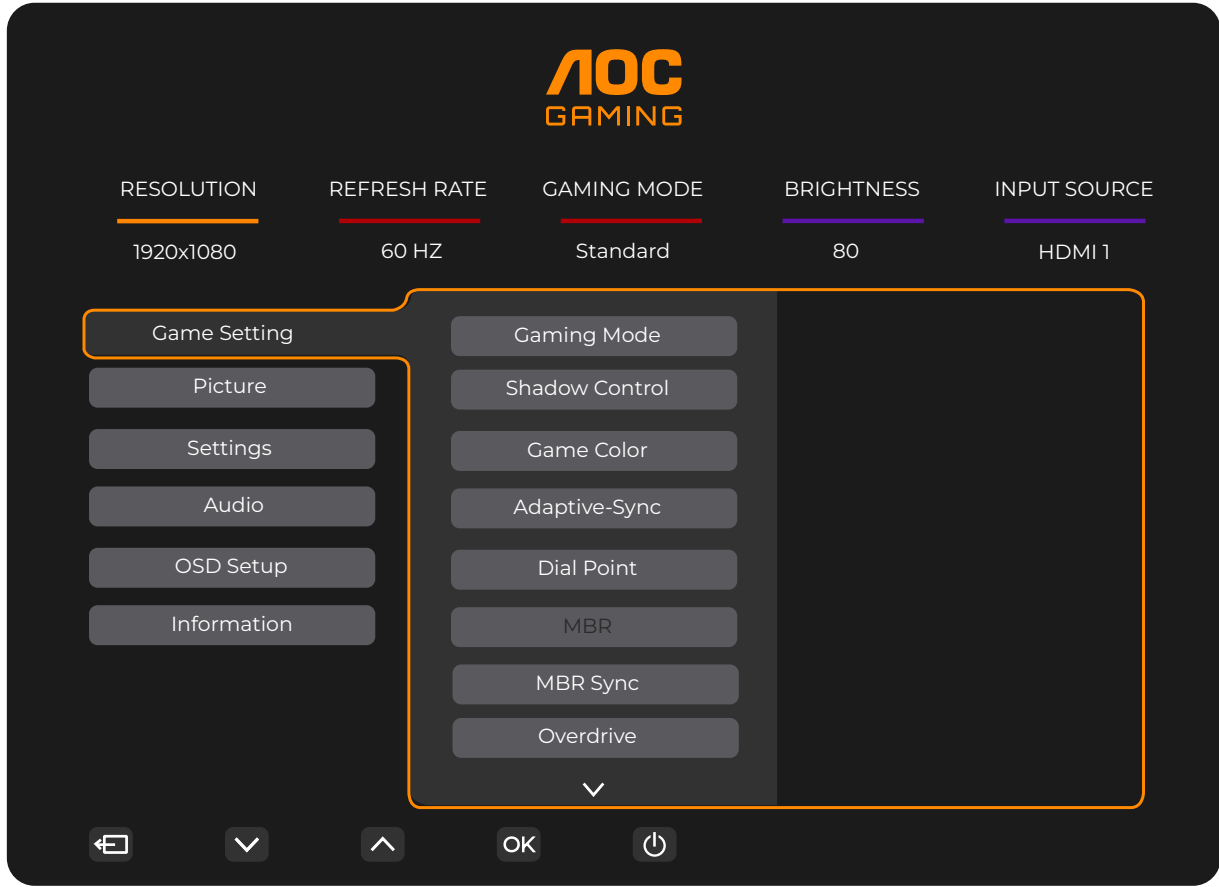 AOC
GAMING
RESOLUTION REFRESH RATE GAMING MODE BRIGHTNESS INPUT SOURCE
1920x1080 60 HZ Standard 80 HDMI 1
Game Setting
Picture
Settings
Audio
OSD Setup
Information
Gaming Mode
Shadow Control
Game Color
Adaptive-Sync
Dial Point
MBR
MBR Sync
Overdrive
OK